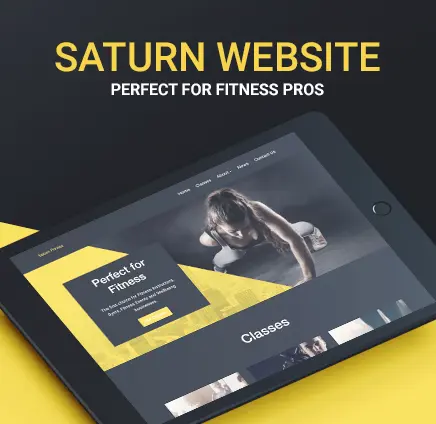 SATURN WEBSITE
PERFECT FOR FITNESS PROS
Home Classes About News Contact Us
Saturn Fitness
Perfect for
Fitness
The first choice for Fitness Instructors,
Gyms, Fitness Events and Wellbeing
businesses.
Classes